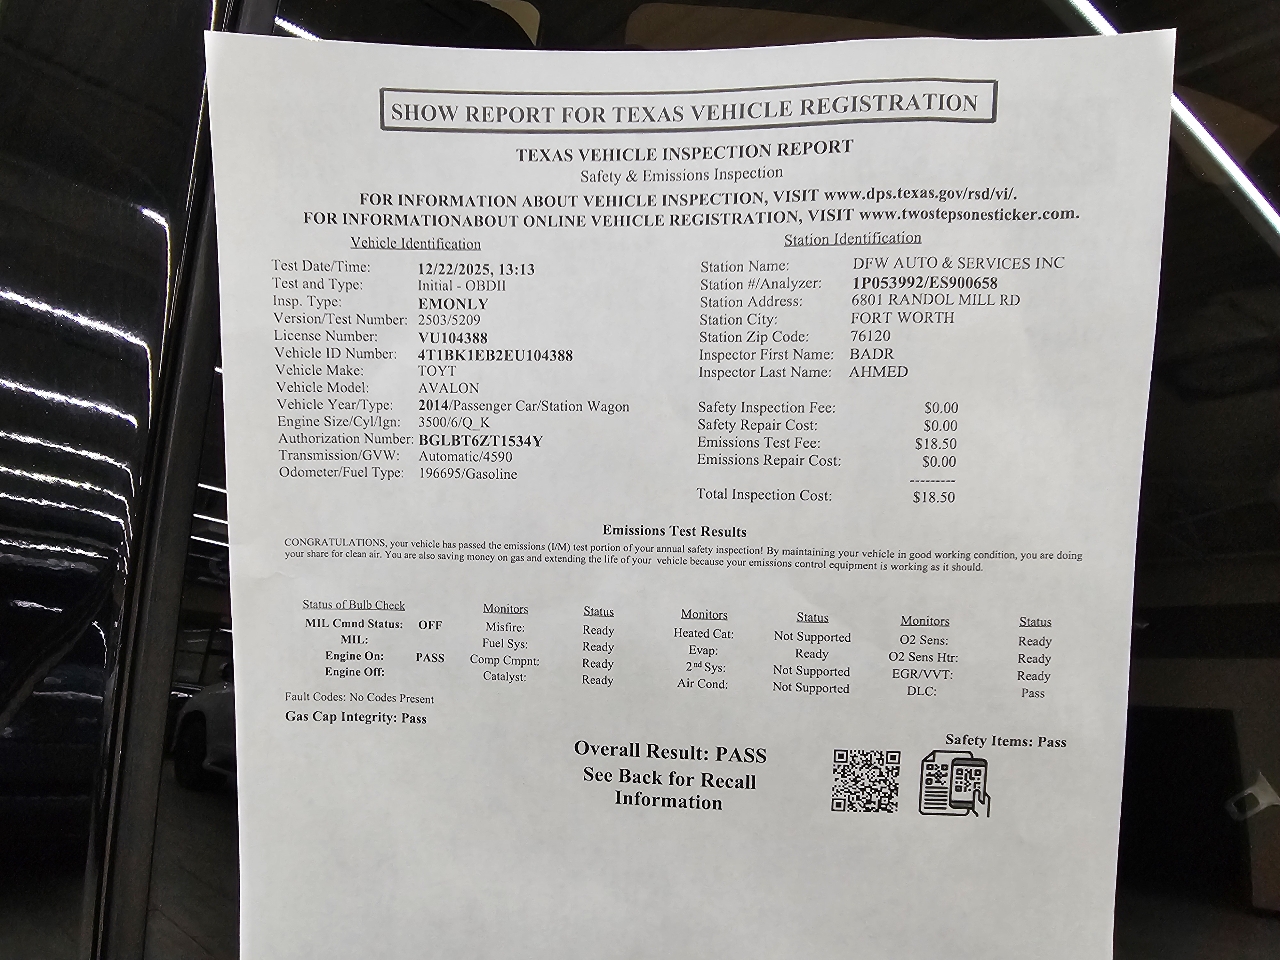 SHOW REPORT FOR TEXAS VEHICLE REGISTRATION
TEXAS VEHICLE INSPECTION REPORT
Safety & Emissions Inspection
FOR INFORMATION ABOUT VEHICLE INSPECTION, VISIT www.dps.texas.gov/rsd/vi/.
FOR INFORMATIONABOUT ONLINE VEHICLE REGISTRATION, VISIT www.twostepsonesticker.com.
Vehicle Identification
Test Date/Time: 12/22/2025, 13:13
Test and Type: Initial - OBDII
Insp. Type: EMONLY
Version/Test Number: 2503/5209
License Number: VU104388
Vehicle ID Number: 4T1BK1EB2EU104388
Vehicle Make: TOYT
Vehicle Model: AVALON
Vehicle Year/Type: 2014/Passenger Car/Station Wagon
Engine Size/Cyl/Ign: 3500/6/Q_K
Authorization Number: BGLBT6ZT1534Y
Transmission/GVW: Automatic/4590
Odometer/Fuel Type: 196695/Gasoline
Station Identification
Station Name: DFW AUTO & SERVICES INC
Station #/Analyzer: 1P053992/ES900658
Station Address: 6801 RANDOL MILL RD
Station City: FORT WORTH
Station Zip Code: 76120
Inspector First Name: BADR
Inspector Last Name: AHMED
Safety Inspection Fee: $0.00
Safety Repair Cost: $0.00
Emissions Test Fee: $18.50
Emissions Repair Cost: $0.00
---------
Total Inspection Cost: $18.50
Emissions Test Results
CONGRATULATIONS, your vehicle has passed the emissions (I/M) test portion of your annual safety inspection! By maintaining your vehicle in good working condition, you are doing
your share for clean air. You are also saving money on gas and extending the life of your vehicle because your emissions control equipment is working as it should.
Status of Bulb Check
MIL Cmnd Status: OFF
MIL:
Engine On: PASS
Engine Off:
Monitors Status
Misfire: Ready
Fuel Sys: Ready
Comp Cmpnt: Ready
Catalyst: Ready
Monitors Status
Heated Cat: Not Supported
Evap: Ready
2nd Sys: Not Supported
Air Cond: Not Supported
Monitors Status
O2 Sens: Ready
O2 Sens Htr: Ready
EGR/VVT: Ready
DLC: Pass
Fault Codes: No Codes Present
Gas Cap Integrity: Pass
Safety Items: Pass
Overall Result: PASS
See Back for Recall
Information